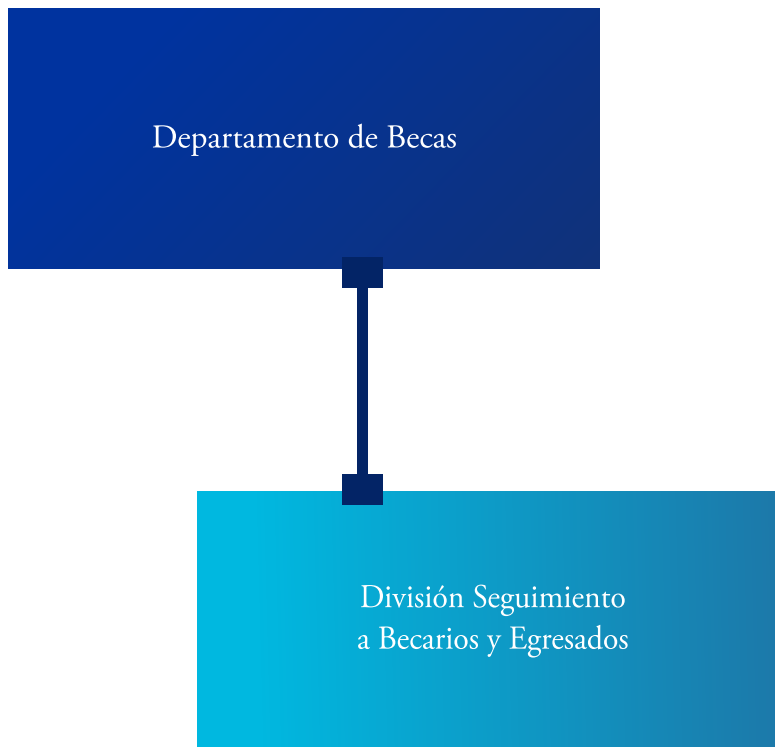 Departamento de Becas
División Seguimiento
a Becarios y Egresados